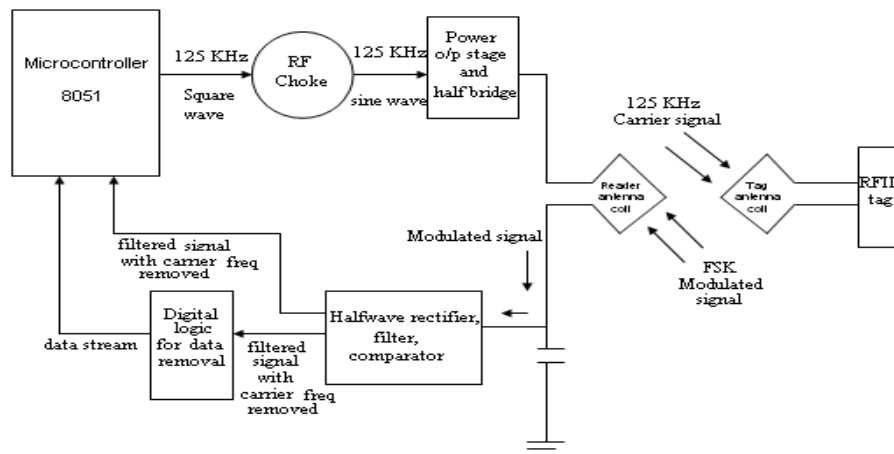 Microcontroller
8051
125 KHz
Square
wave
RF
Choke
125 KHz
sine wave
Power
o/p stage
and
half bridge
125 KHz
Carrier signal
Reader
antenna
coil
Tag
antenna
coil
RFII
tag
FSK
Modulated
signal
Modulated signal
filtered signal
with carrier freq
removed
Halfwave rectifier,
filter,
comparator
Digital
logic
for data
removal
data stream
filtered
signal
with
carrier freq
removed